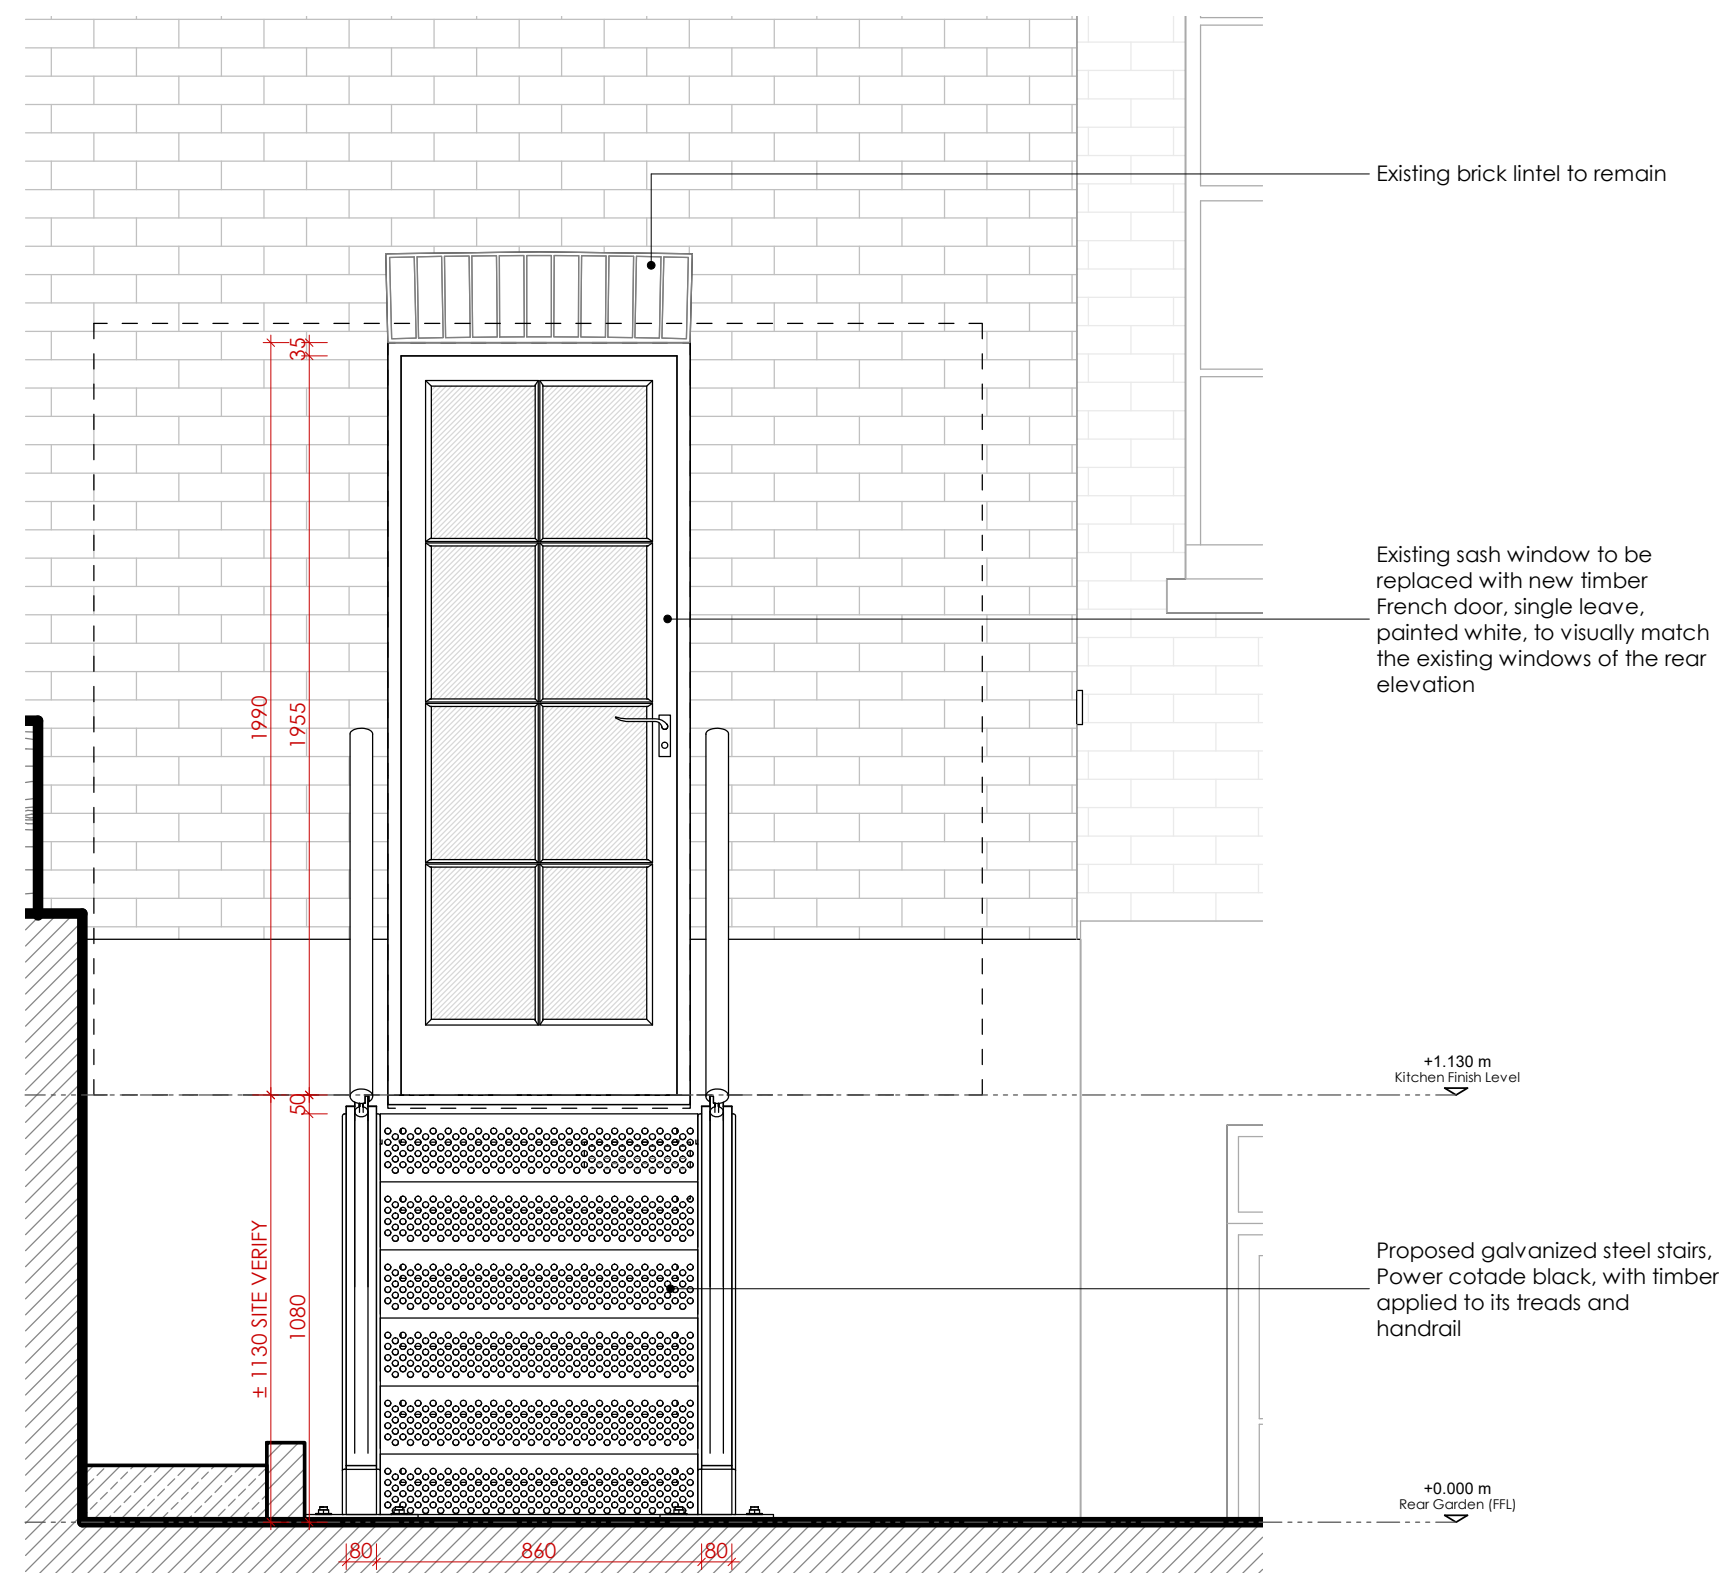 Existing brick lintel to remain
35
Existing sash window to be
replaced with new timber
French door, single leave,
painted white, to visually match
the existing windows of the rear
elevation
1990
1955
+1.130 m
Kitchen Finish Level
50
± 1130 SITE VERIFY
1080
Proposed galvanized steel stairs,
Power cotade black, with timber
applied to its treads and
handrail
+0.000 m
Rear Garden (FFL)
80
860
80